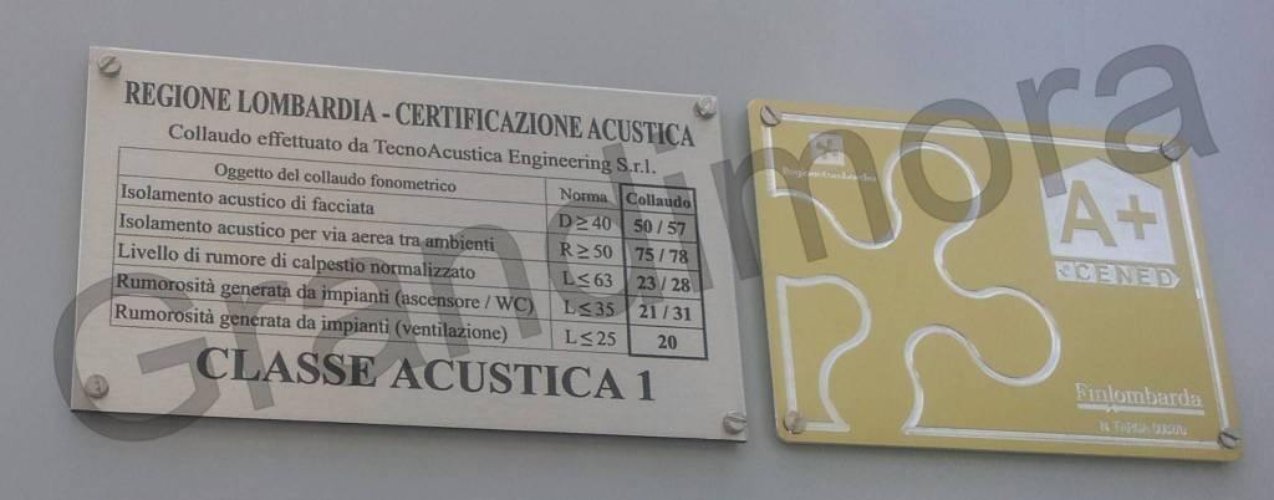 REGIONE LOMBARDIA - CERTIFICAZIONE ACUSTICA
Collaudo effettuato da TecnoAcustica Engineering S.r.l.
Oggetto del collaudo fonometrico Norma Collaudo
Isolamento acustico di facciata D ≥ 40 50 / 57
Isolamento acustico per via aerea tra ambienti R ≥ 50 75 / 78
Livello di rumore di calpestio normalizzato L ≤ 63 23 / 28
Rumorosità generata da impianti (ascensore / WC) L ≤ 35 21 / 31
Rumorosità generata da impianti (ventilazione) L ≤ 25 20
CLASSE ACUSTICA 1
RegioneLombardia
A+
CENED
Finlombarda
N. TARGA
Grandimora